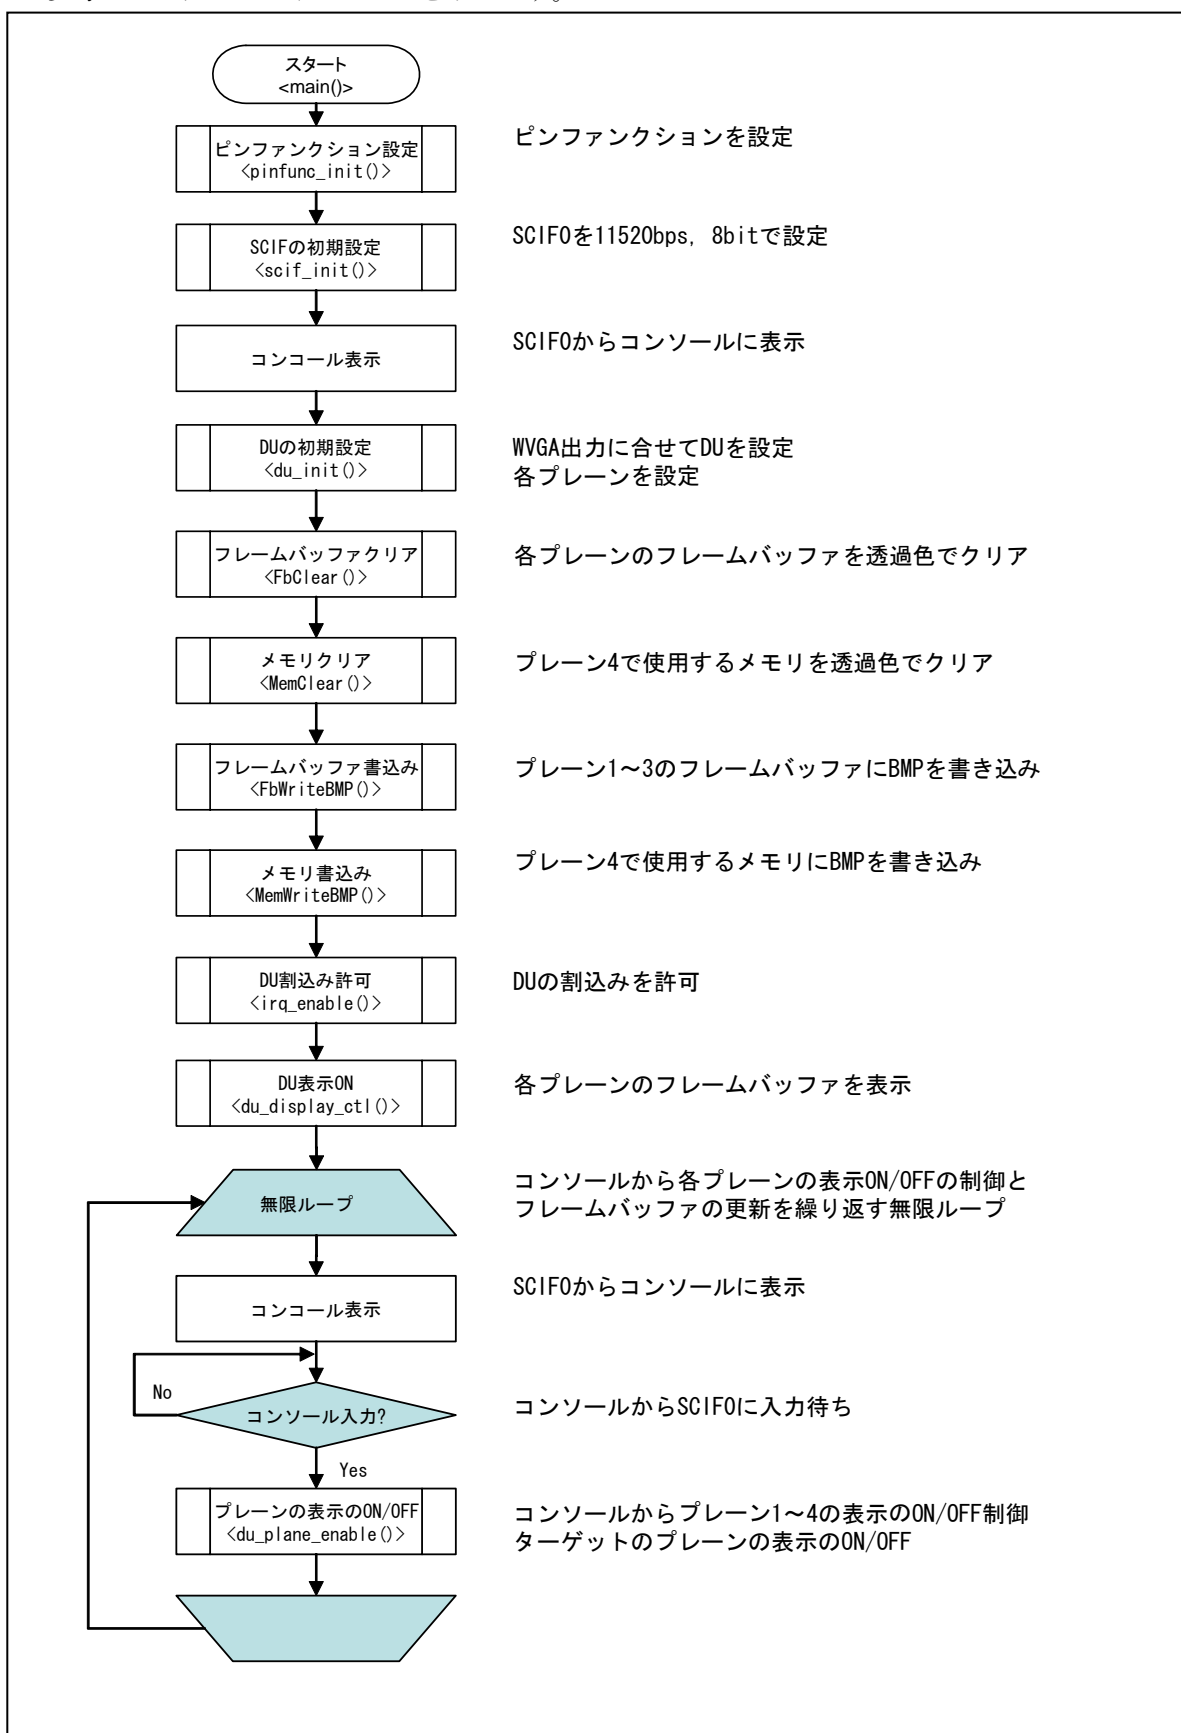 スタート
<main()>
ピンファンクション設定
<pinfunc_init()>
ピンファンクションを設定
SCIFの初期設定
<scif_init()>
SCIF0を11520bps, 8bitで設定
コンコール表示
SCIF0からコンソールに表示
DUの初期設定
<du_init()>
WVGA出力に合せてDUを設定
各プレーンを設定
フレームバッファクリア
<FbClear()>
各プレーンのフレームバッファを透過色でクリア
メモリクリア
<MemClear()>
プレーン4で使用するメモリを透過色でクリア
フレームバッファ書込み
<FbWriteBMP()>
プレーン1～3のフレームバッファにBMPを書き込み
メモリ書込み
<MemWriteBMP()>
プレーン4で使用するメモリにBMPを書き込み
DU割込み許可
<irq_enable()>
DUの割込みを許可
DU表示ON
<du_display_ctl()>
各プレーンのフレームバッファを表示
無限ループ
コンソールから各プレーンの表示ON/OFFの制御と
フレームバッファの更新を繰り返す無限ループ
コンコール表示
SCIF0からコンソールに表示
No
コンソール入力?
コンソールからSCIF0に入力待ち
Yes
プレーンの表示のON/OFF
<du_plane_enable()>
コンソールからプレーン1～4の表示のON/OFF制御
ターゲットのプレーンの表示のON/OFF